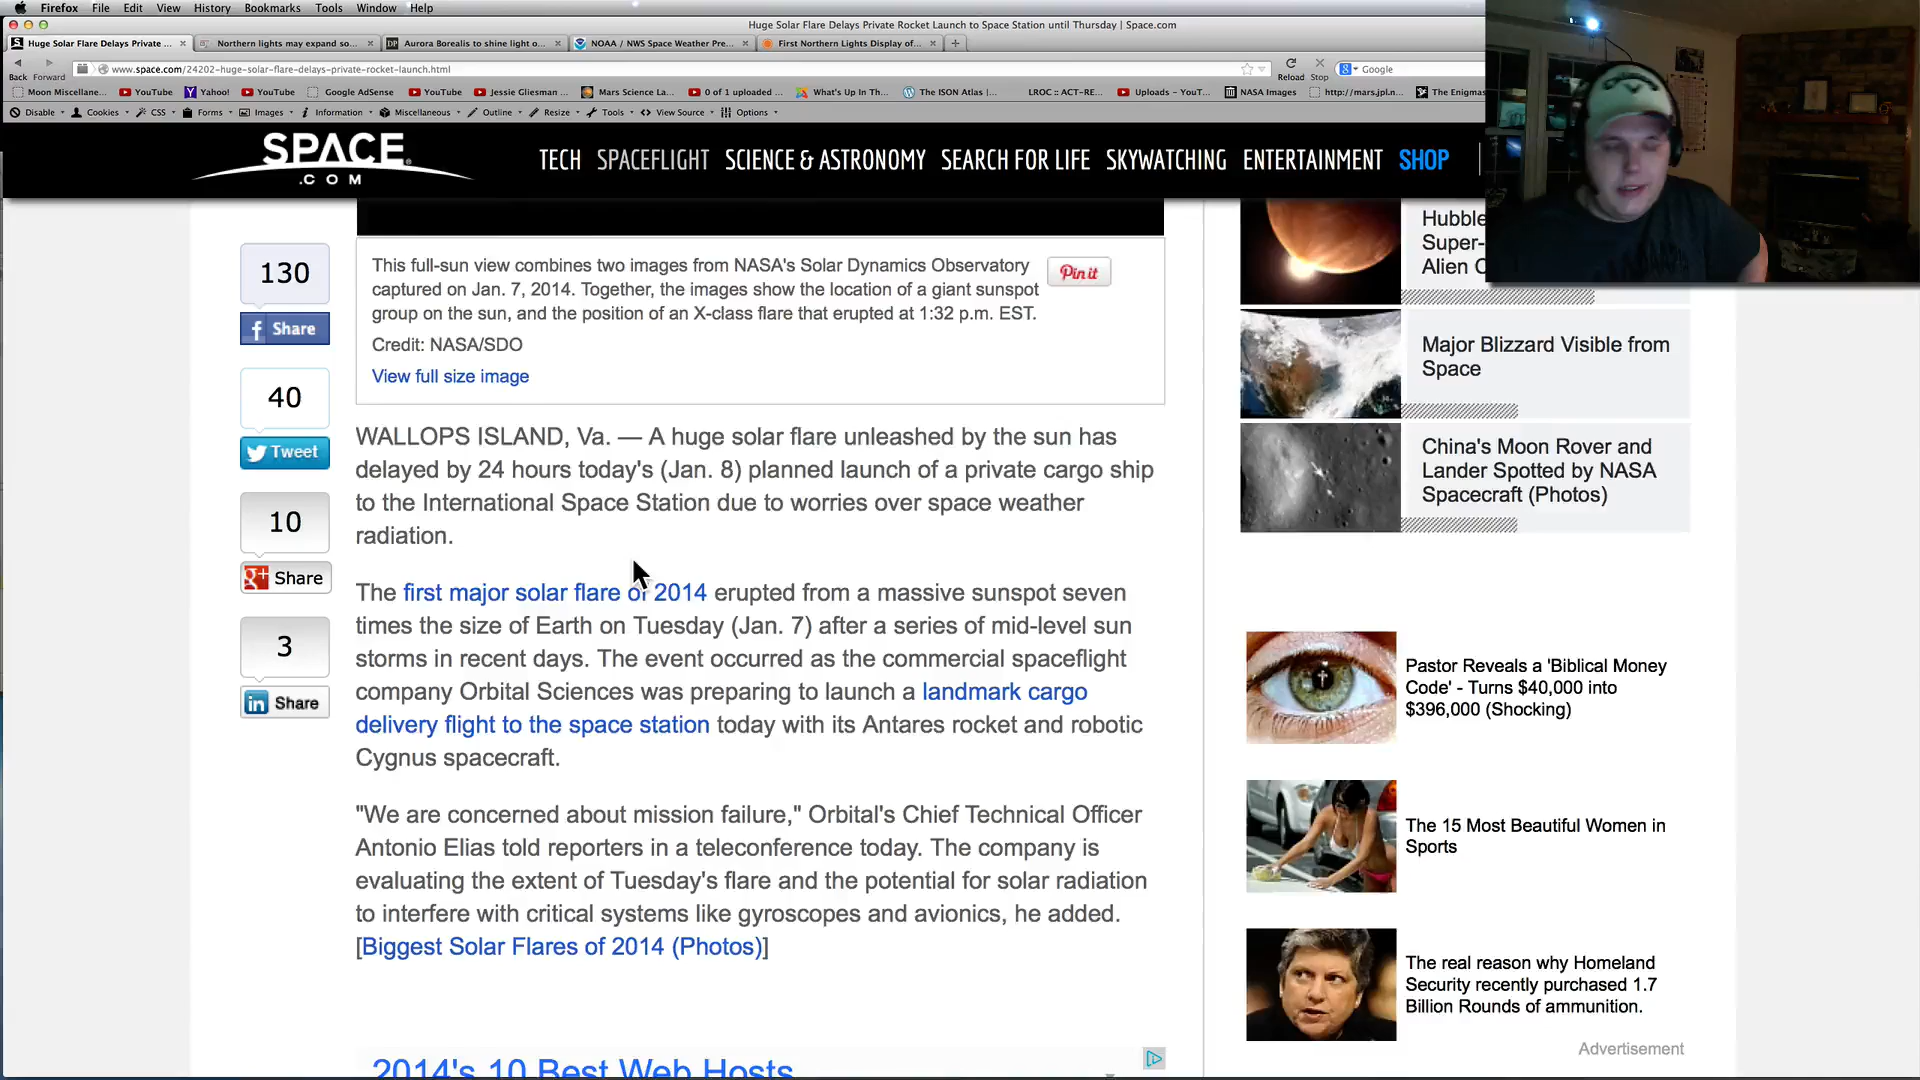 Firefox File Edit View History Bookmarks Tools Window Help
Huge Solar Flare Delays Private Rocket Launch to Space Station until Thursday | Space.com
Huge Solar Flare Delays Private ... × Northern lights may expand so... × Aurora Borealis to shine light o... × NOAA / NWS Space Weather Pre... × First Northern Lights Display of... × +
www.space.com/24202-huge-solar-flare-delays-private-rocket-launch.html
Google
Back Forward Reload Stop
Moon Miscellane... YouTube Yahoo! YouTube Google AdSense YouTube Jessie Gliesman ... Mars Science La... 0 of 1 uploaded ... What's Up In Th... The ISON Atlas |... LROC :: ACT-RE... Uploads - YouT... NASA Images http://mars.jpl.n... The Enigmas
Disable Cookies CSS Forms Images Information Miscellaneous Outline Resize Tools View Source Options
SPACE
.COM
TECH SPACEFLIGHT SCIENCE & ASTRONOMY SEARCH FOR LIFE SKYWATCHING ENTERTAINMENT SHOP
130
f Share
40
Tweet
10
g+ Share
3
in Share
This full-sun view combines two images from NASA's Solar Dynamics Observatory
captured on Jan. 7, 2014. Together, the images show the location of a giant sunspot
group on the sun, and the position of an X-class flare that erupted at 1:32 p.m. EST.
Pin it
Credit: NASA/SDO
View full size image
WALLOPS ISLAND, Va. — A huge solar flare unleashed by the sun has
delayed by 24 hours today's (Jan. 8) planned launch of a private cargo ship
to the International Space Station due to worries over space weather
radiation.
The first major solar flare of 2014 erupted from a massive sunspot seven
times the size of Earth on Tuesday (Jan. 7) after a series of mid-level sun
storms in recent days. The event occurred as the commercial spaceflight
company Orbital Sciences was preparing to launch a landmark cargo
delivery flight to the space station today with its Antares rocket and robotic
Cygnus spacecraft.
"We are concerned about mission failure," Orbital's Chief Technical Officer
Antonio Elias told reporters in a teleconference today. The company is
evaluating the extent of Tuesday's flare and the potential for solar radiation
to interfere with critical systems like gyroscopes and avionics, he added.
[Biggest Solar Flares of 2014 (Photos)]
2014's 10 Best Web Hosts
Hubble
Super-
Alien
Major Blizzard Visible from
Space
China's Moon Rover and
Lander Spotted by NASA
Spacecraft (Photos)
Pastor Reveals a 'Biblical Money
Code' - Turns $40,000 into
$396,000 (Shocking)
The 15 Most Beautiful Women in
Sports
The real reason why Homeland
Security recently purchased 1.7
Billion Rounds of ammunition.
Advertisement